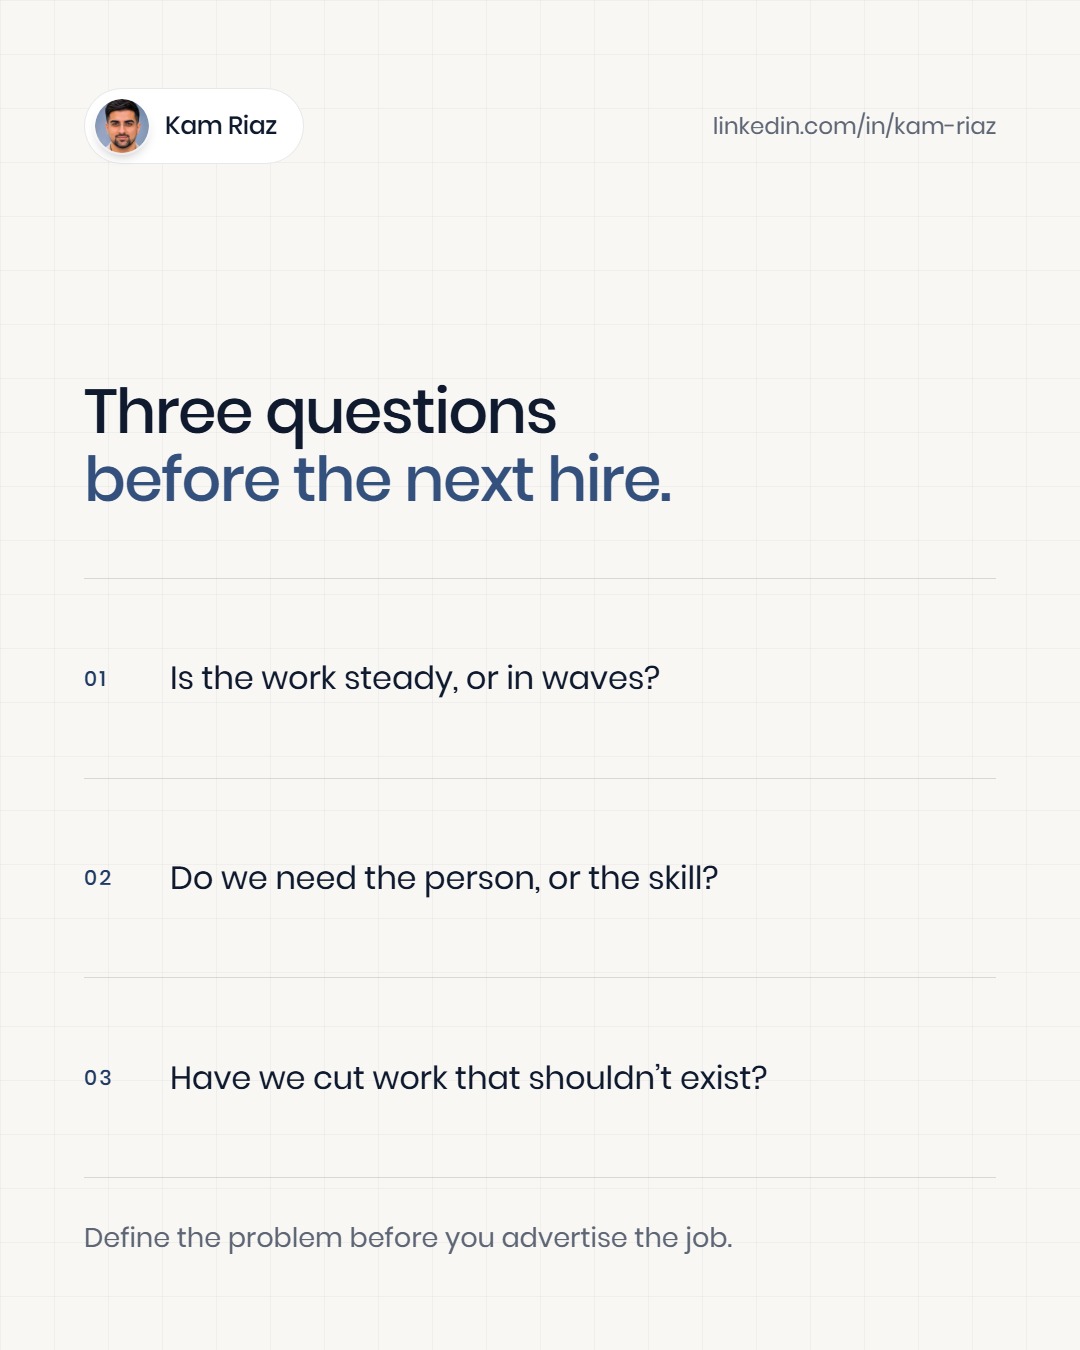 Kam Riaz
linkedin.com/in/kam-riaz
Three questions
before the next hire.
01 Is the work steady, or in waves?
02 Do we need the person, or the skill?
03 Have we cut work that shouldn’t exist?
Define the problem before you advertise the job.